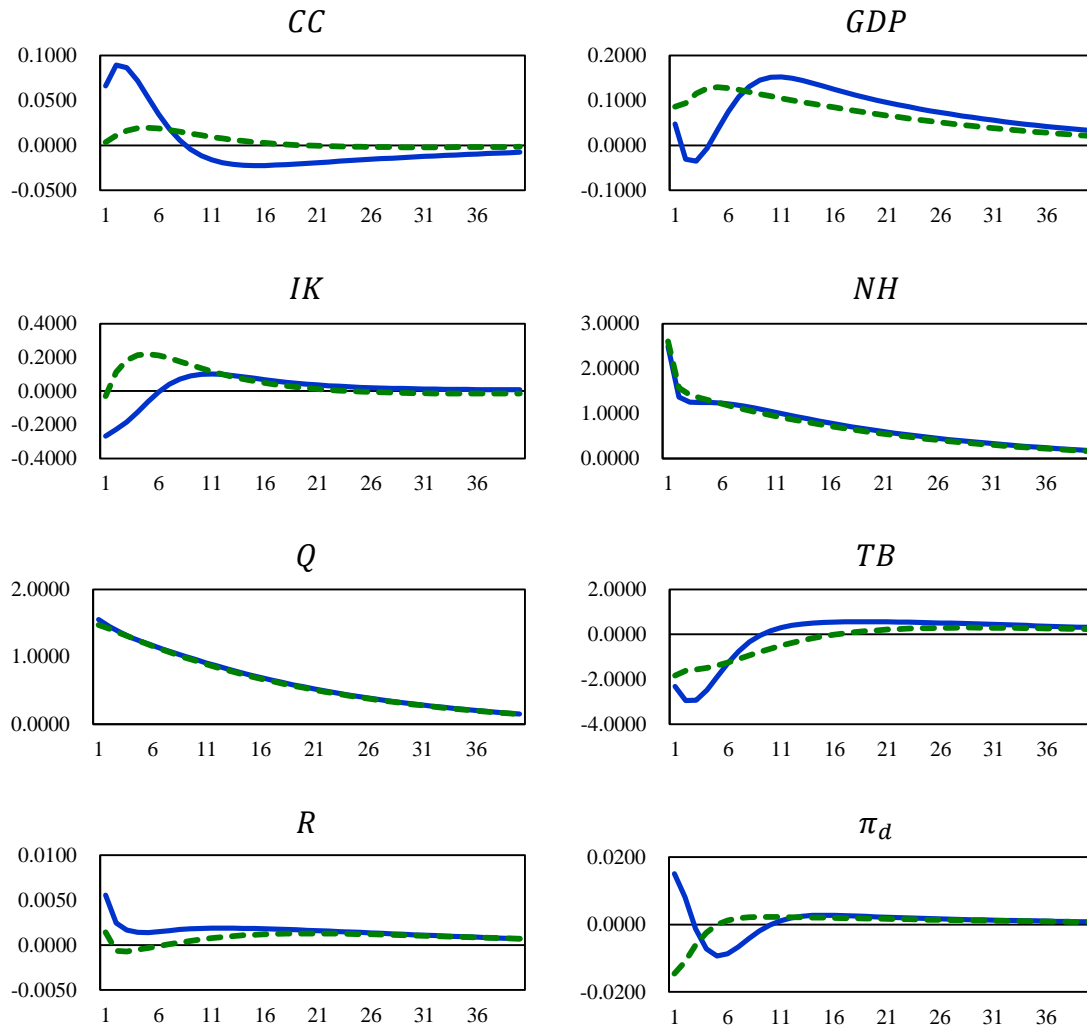 CC
0.1000
0.0500
0.0000
-0.0500
1 6 11 16 21 26 31 36
GDP
0.2000
0.1000
0.0000
-0.1000
1 6 11 16 21 26 31 36
IK
0.4000
0.2000
0.0000
-0.2000
-0.4000
1 6 11 16 21 26 31 36
NH
3.0000
2.0000
1.0000
0.0000
1 6 11 16 21 26 31 36
Q
2.0000
1.0000
0.0000
1 6 11 16 21 26 31 36
TB
2.0000
0.0000
-2.0000
-4.0000
1 6 11 16 21 26 31 36
R
0.0100
0.0050
0.0000
-0.0050
1 6 11 16 21 26 31 36
π_d
0.0200
0.0000
-0.0200
1 6 11 16 21 26 31 36